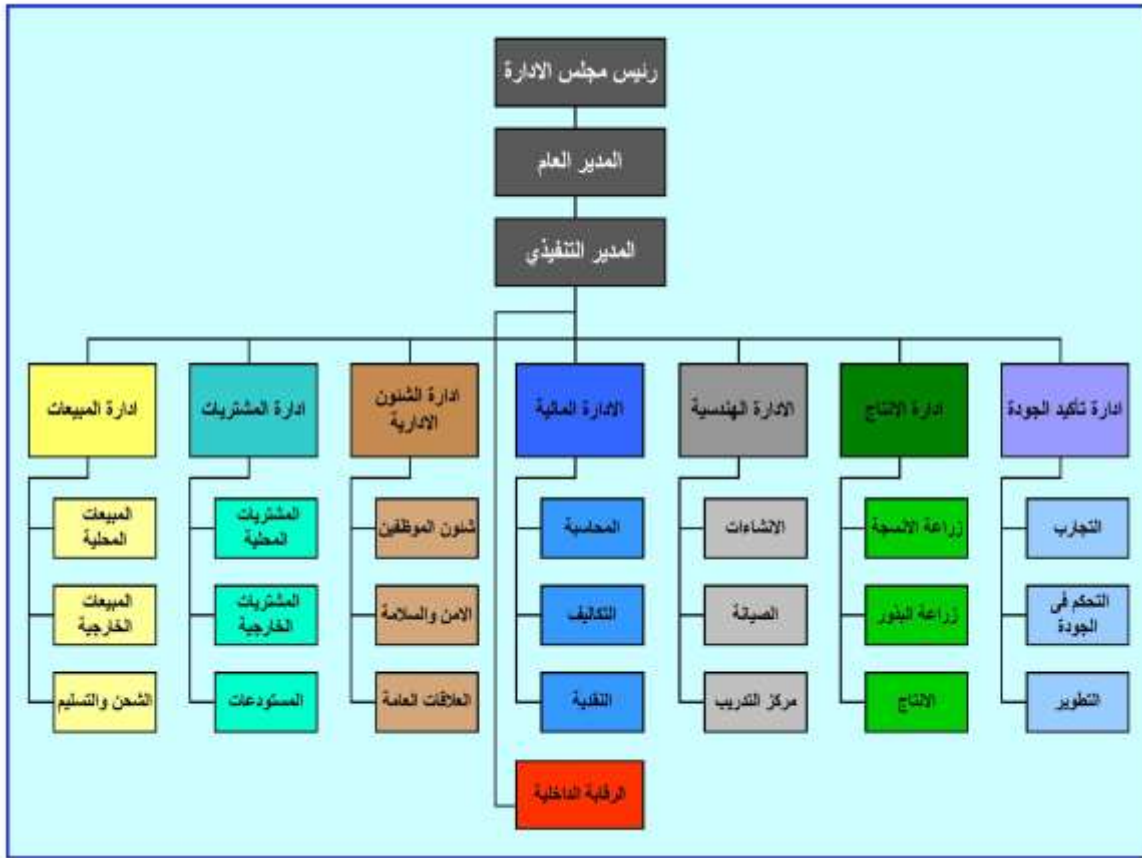 رئيس مجلس الادارة
المدير العام
المدير التنفيذي
ادارة تأكيد الجودة
ادارة الانتاج
الادارة الهندسية
الادارة المالية
ادارة الشئون
الادارية
ادارة المشتريات
ادارة المبيعات
التجارب
زراعة الانسجة
الانشاءات
المحاسبة
شئون الموظفين
المشتريات
المحلية
المبيعات
المحلية
التحكم فى
الجودة
زراعة البذور
الصيانة
التكاليف
الامن والسلامة
المشتريات
الخارجية
المبيعات
الخارجية
التطوير
الانتاج
مركز التدريب
النقدية
العلاقات العامة
المستودعات
الشحن والتسليم
الرقابة الداخلية